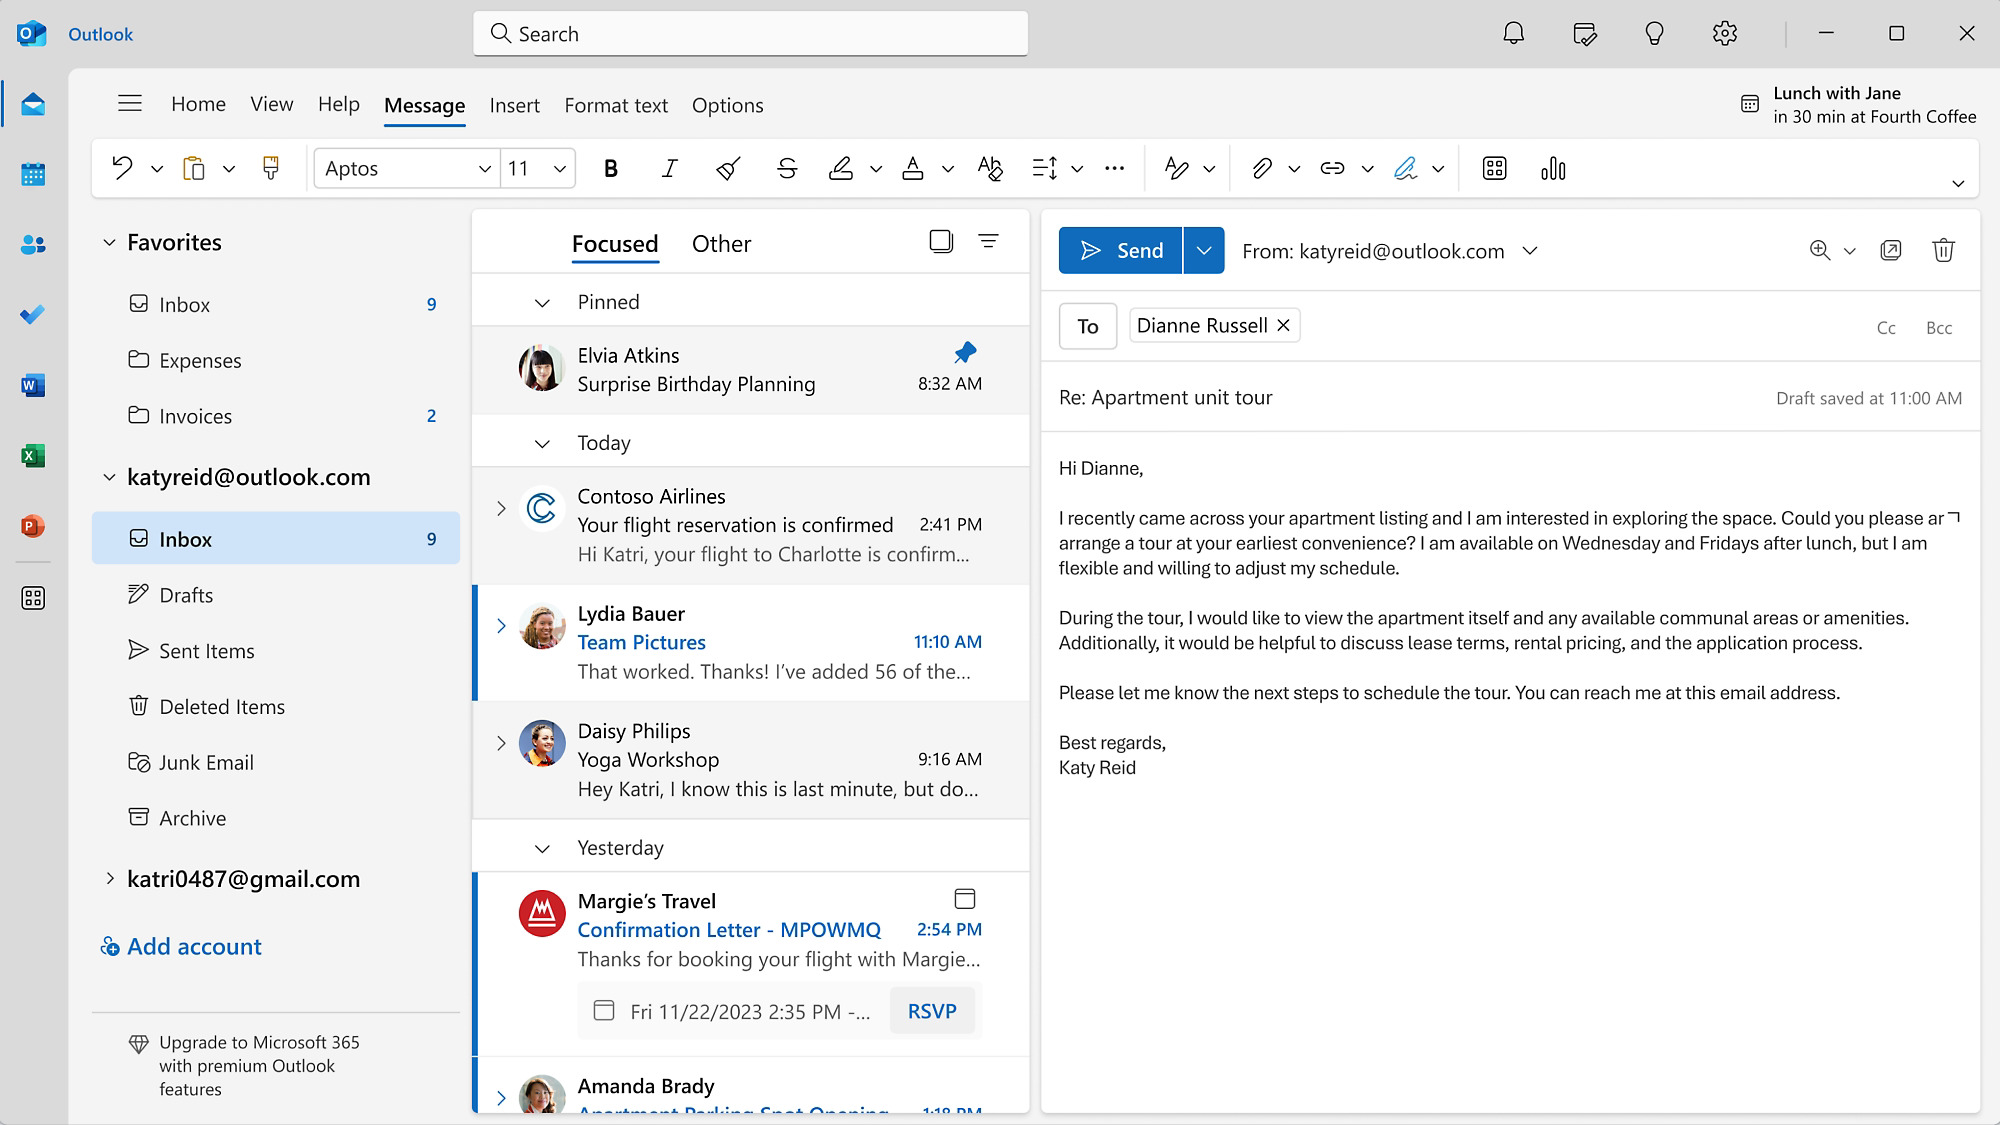 Outlook
Search
Home View Help Message Insert Format text Options
Lunch with Jane
in 30 min at Fourth Coffee
Aptos 11
Favorites
Inbox 9
Expenses
Invoices 2
katyreid@outlook.com
Inbox 9
Drafts
Sent Items
Deleted Items
Junk Email
Archive
katri0487@gmail.com
Add account
Upgrade to Microsoft 365
with premium Outlook
features
Focused Other
Pinned
Elvia Atkins
Surprise Birthday Planning 8:32 AM
Today
Contoso Airlines
Your flight reservation is confirmed 2:41 PM
Hi Katri, your flight to Charlotte is confirm...
Lydia Bauer
Team Pictures 11:10 AM
That worked. Thanks! I've added 56 of the...
Daisy Philips
Yoga Workshop 9:16 AM
Hey Katri, I know this is last minute, but do...
Yesterday
Margie's Travel
Confirmation Letter - MPOWMQ 2:54 PM
Thanks for booking your flight with Margie...
Fri 11/22/2023 2:35 PM -... RSVP
Amanda Brady
Apartment Parking Spot Opening 1:18 PM
Send From: katyreid@outlook.com
To Dianne Russell Cc Bcc
Re: Apartment unit tour Draft saved at 11:00 AM
Hi Dianne,
I recently came across your apartment listing and I am interested in exploring the space. Could you please ar
arrange a tour at your earliest convenience? I am available on Wednesday and Fridays after lunch, but I am
flexible and willing to adjust my schedule.
During the tour, I would like to view the apartment itself and any available communal areas or amenities.
Additionally, it would be helpful to discuss lease terms, rental pricing, and the application process.
Please let me know the next steps to schedule the tour. You can reach me at this email address.
Best regards,
Katy Reid